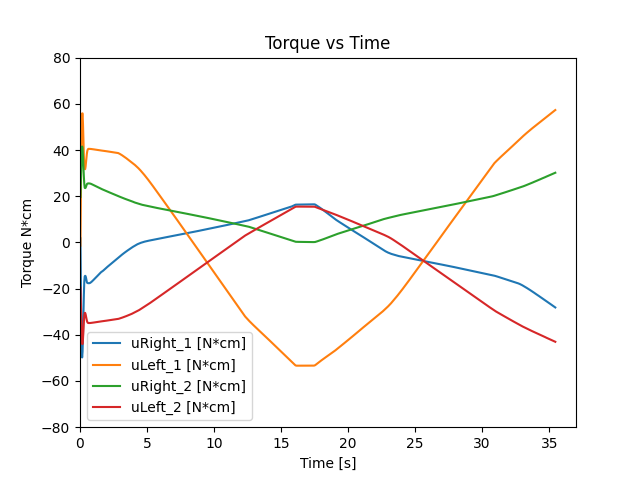 Torque vs Time
80
60
40
20
0
−20
−40
−60
−80
Torque N*cm
uRight_1 [N*cm]
uLeft_1 [N*cm]
uRight_2 [N*cm]
uLeft_2 [N*cm]
0 5 10 15 20 25 30 35
Time [s]